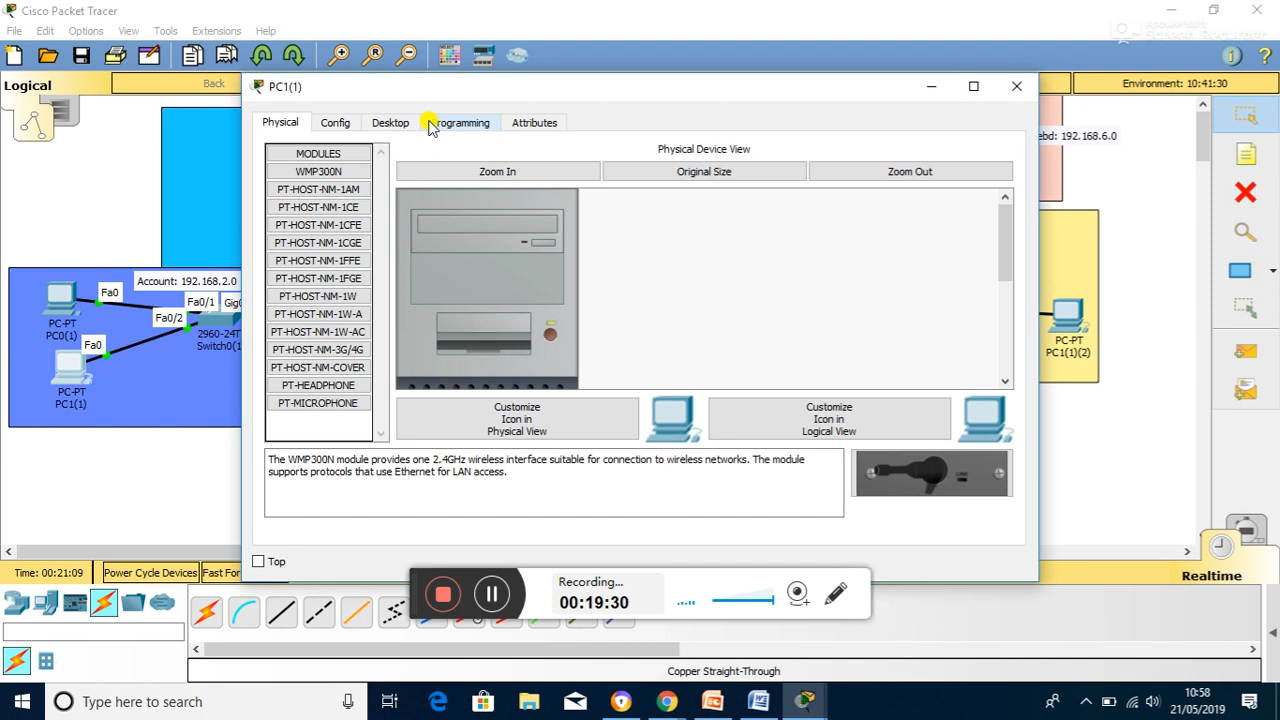 Cisco Packet Tracer
File Edit Options View Tools Extensions Help
Apowersoft
Screen Recorder
Logical
Back
Environment: 10:41:30
PC1(1)
Physical Config Desktop Programming Attributes
MODULES
WMP300N
PT-HOST-NM-1AM
PT-HOST-NM-1CE
PT-HOST-NM-1CFE
PT-HOST-NM-1CGE
PT-HOST-NM-1FFE
PT-HOST-NM-1FGE
PT-HOST-NM-1W
PT-HOST-NM-1W-A
PT-HOST-NM-1W-AC
PT-HOST-NM-3G/4G
PT-HOST-NM-COVER
PT-HEADPHONE
PT-MICROPHONE
Physical Device View
Zoom In Original Size Zoom Out
Customize
Icon in
Physical View
Customize
Icon in
Logical View
The WMP300N module provides one 2.4GHz wireless interface suitable for connection to wireless networks. The module
supports protocols that use Ethernet for LAN access.
Top
ebd: 192.168.6.0
Account: 192.168.2.0
Fa0
Fa0/1
Gig0
Fa0/2
PC-PT
PC0(1)
2960-24T
Switch0(1
Fa0
PC-PT
PC1(1)
PC-PT
PC1(1)(2)
Time: 00:21:09 Power Cycle Devices Fast For
Realtime
Recording...
00:19:30
Copper Straight-Through
Type here to search
10:58
21/05/2019